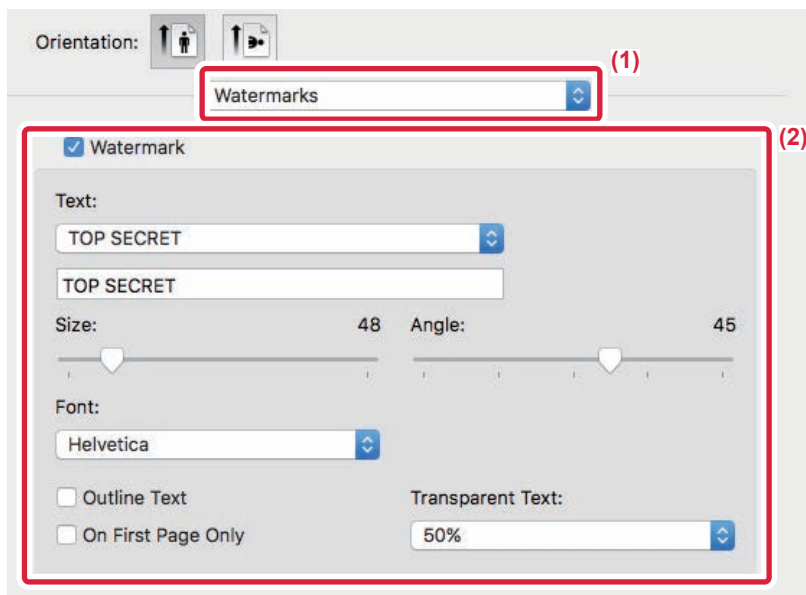 Orientation:
(1)
Watermarks
(2)
Watermark
Text:
TOP SECRET
TOP SECRET
Size: 48 Angle: 45
Font:
Helvetica
Outline Text Transparent Text:
On First Page Only 50%